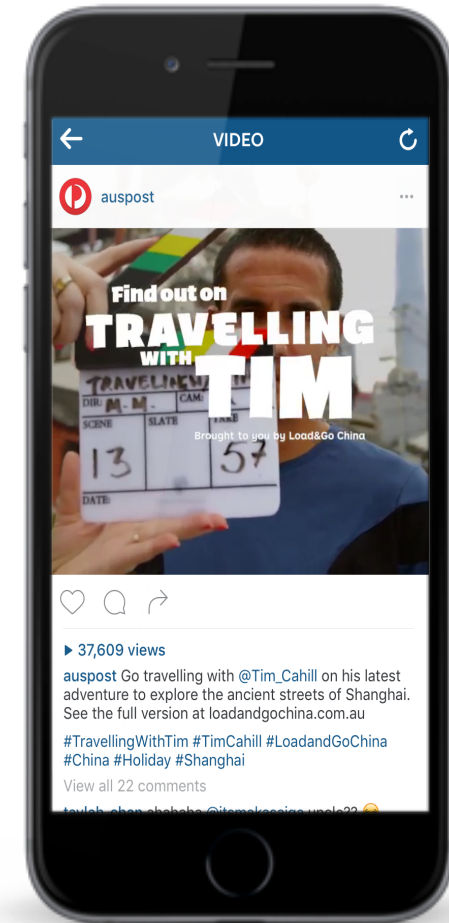 VIDEO
auspost
Find out on
TRAVELLING
WITH
TIM
Brought to you by Load&Go China
TRAVELLING
DIR: M.M. CAM:
SCENE SLATE TAKE
13 57
DATE:
37,609 views
auspost Go travelling with @Tim_Cahill on his latest
adventure to explore the ancient streets of Shanghai.
See the full version at loadandgochina.com.au
#TravellingWithTim #TimCahill #LoadandGoChina
#China #Holiday #Shanghai
View all 22 comments